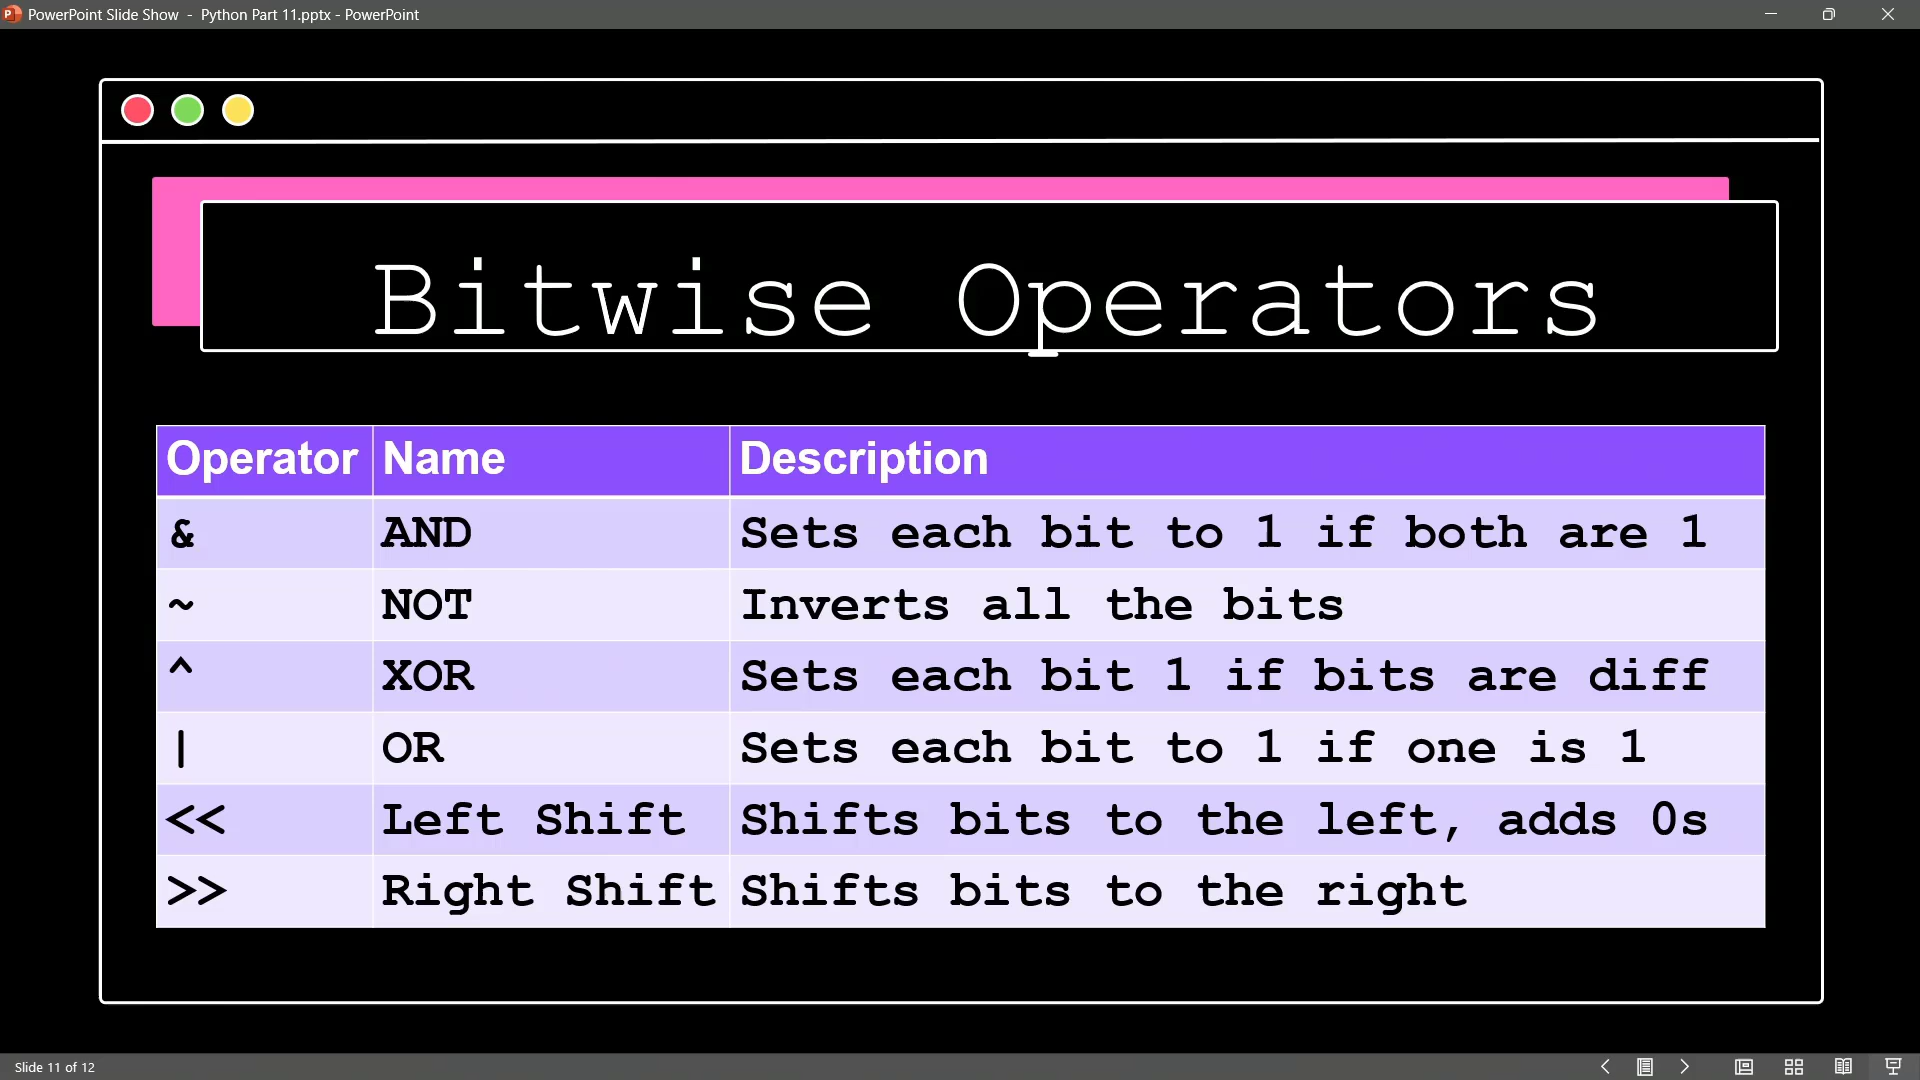 PowerPoint Slide Show - Python Part 11.pptx - PowerPoint
Bitwise Operators
Operator Name Description
& AND Sets each bit to 1 if both are 1
~ NOT Inverts all the bits
^ XOR Sets each bit 1 if bits are diff
| OR Sets each bit to 1 if one is 1
<< Left Shift Shifts bits to the left, adds 0s
>> Right Shift Shifts bits to the right
Slide 11 of 12